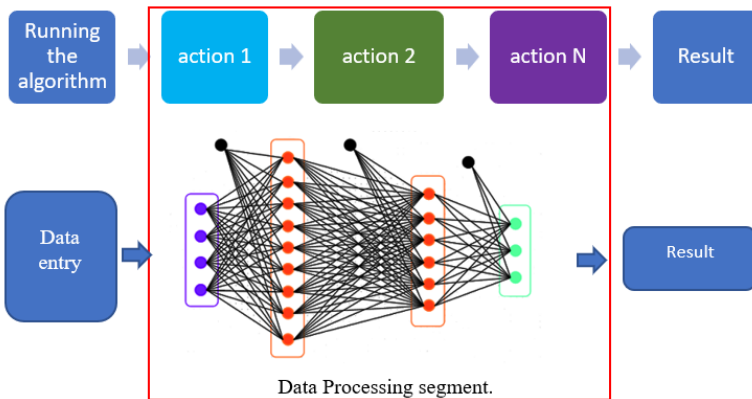 Running
the
algorithm
action 1
action 2
action N
Result
Data
entry
Result
Data Processing segment.